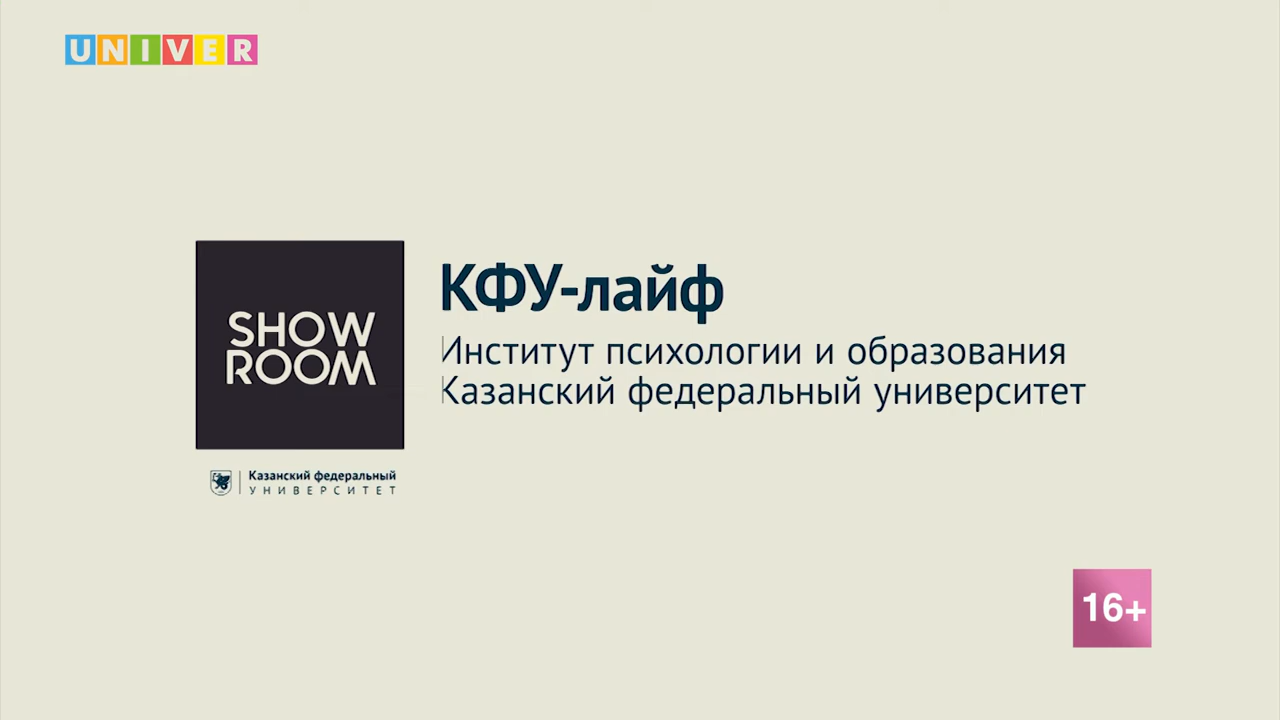 UNIVER
SHOW
ROOM
КФУ-лайф
Институт психологии и образования
Казанский федеральный университет
Казанский федеральный
УНИВЕРСИТЕТ
16+